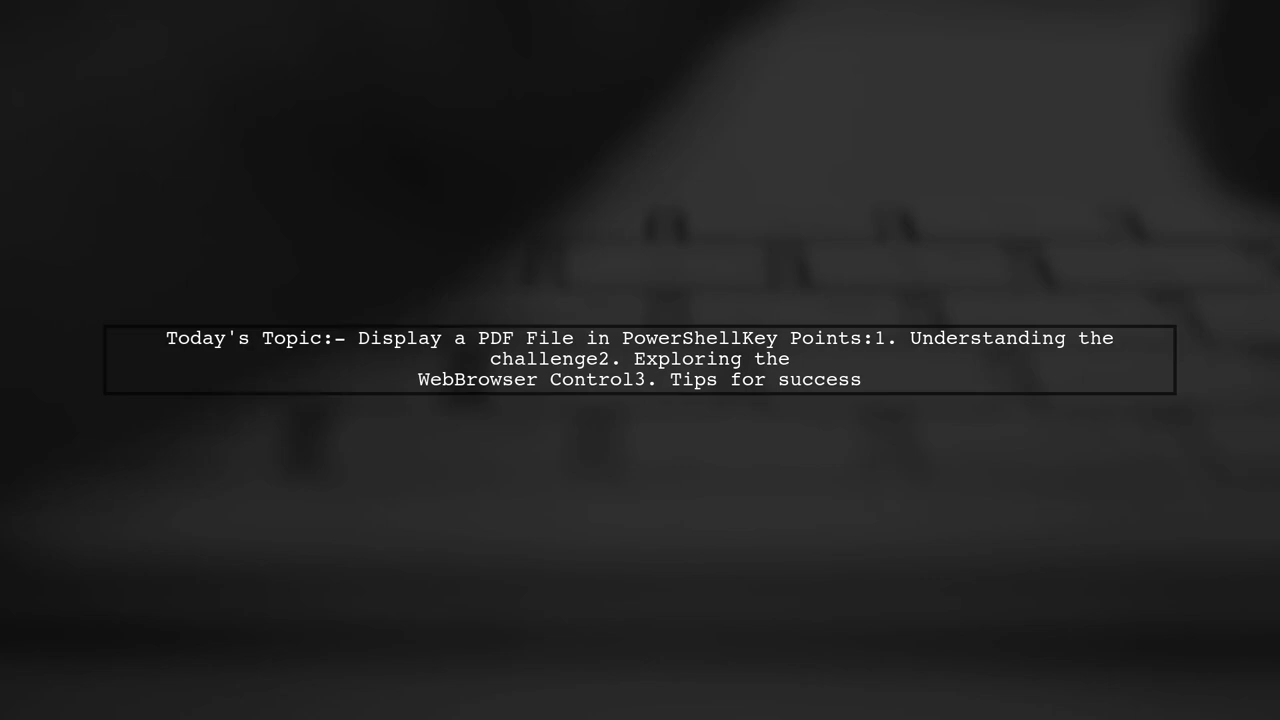 Today's Topic:– Display a PDF File in PowerShellKey Points:1. Understanding the
challenge2. Exploring the
WebBrowser Control3. Tips for success